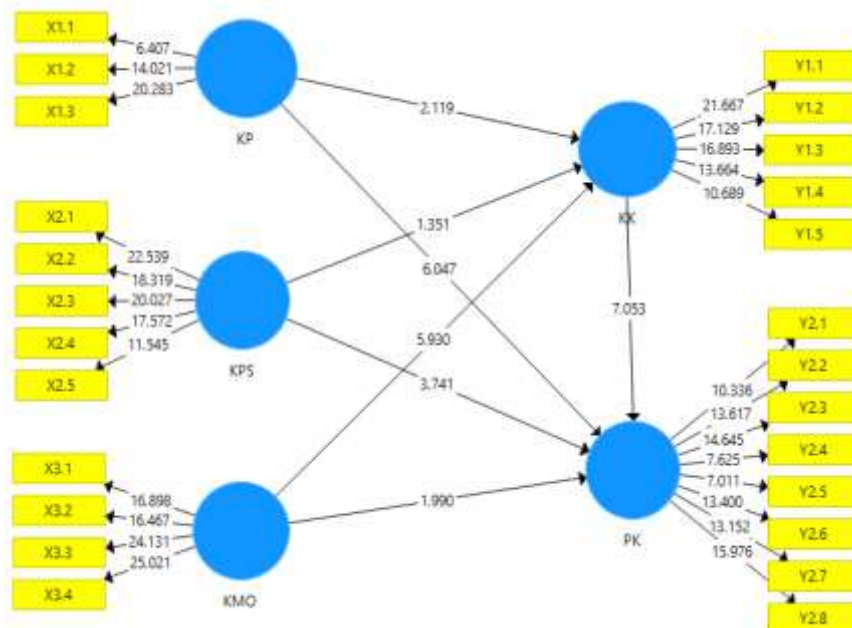 X1.1
X1.2
X1.3
6.407
14.021
20.283
KP
X2.1
X2.2
X2.3
X2.4
X2.5
22.539
18.319
20.027
17.572
11.545
KPS
X3.1
X3.2
X3.3
X3.4
16.898
16.467
24.131
25.021
KMO
2.119
1.351
6.047
5.930
3.741
1.990
7.053
KK
21.667
17.129
16.893
13.664
10.689
Y1.1
Y1.2
Y1.3
Y1.4
Y1.5
PK
10.336
13.617
14.645
7.625
7.011
13.400
13.152
15.976
Y2.1
Y2.2
Y2.3
Y2.4
Y2.5
Y2.6
Y2.7
Y2.8